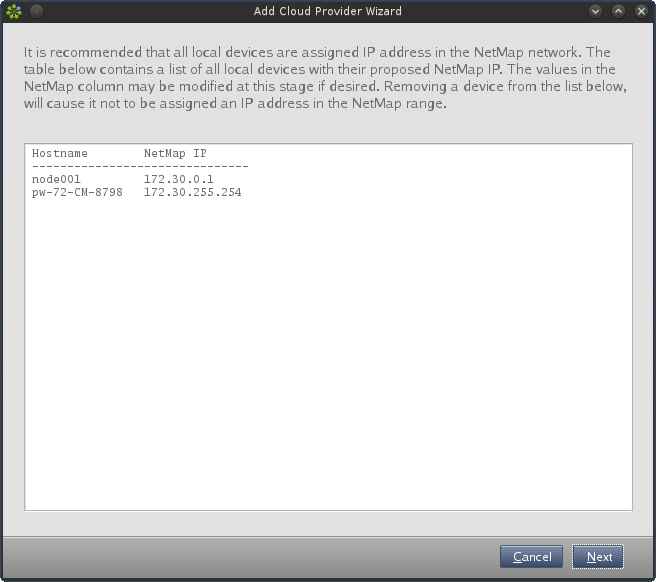 Add Cloud Provider Wizard
It is recommended that all local devices are assigned IP address in the NetMap network. The
table below contains a list of all local devices with their proposed NetMap IP. The values in the
NetMap column may be modified at this stage if desired. Removing a device from the list below,
will cause it not to be assigned an IP address in the NetMap range.
Hostname        NetMap IP
-------------------------------
node001         172.30.0.1
pw-72-CM-8798   172.30.255.254
Cancel Next